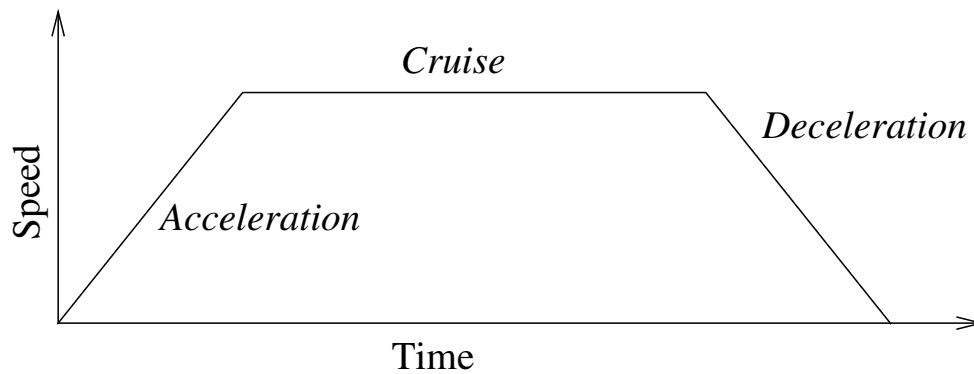 Cruise
Deceleration
Speed
Acceleration
Time